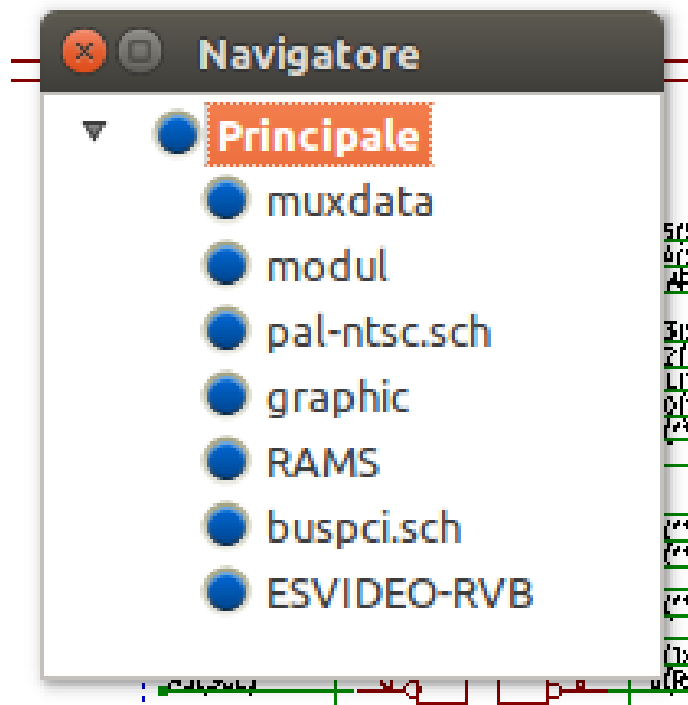 Navigatore
Principale
muxdata
modul
pal-ntsc.sch
graphic
RAMS
buspci.sch
ESVIDEO-RVB